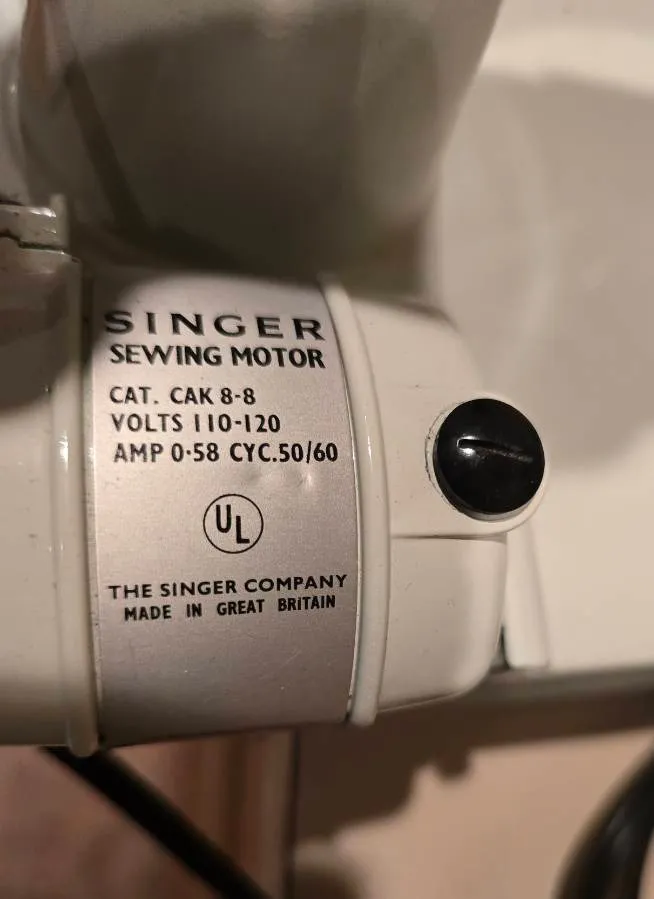 SINGER
SEWING MOTOR
CAT. CAK 8-8
VOLTS 110-120
AMP 0·58 CYC.50/60
UL
THE SINGER COMPANY
MADE IN GREAT BRiTAIN